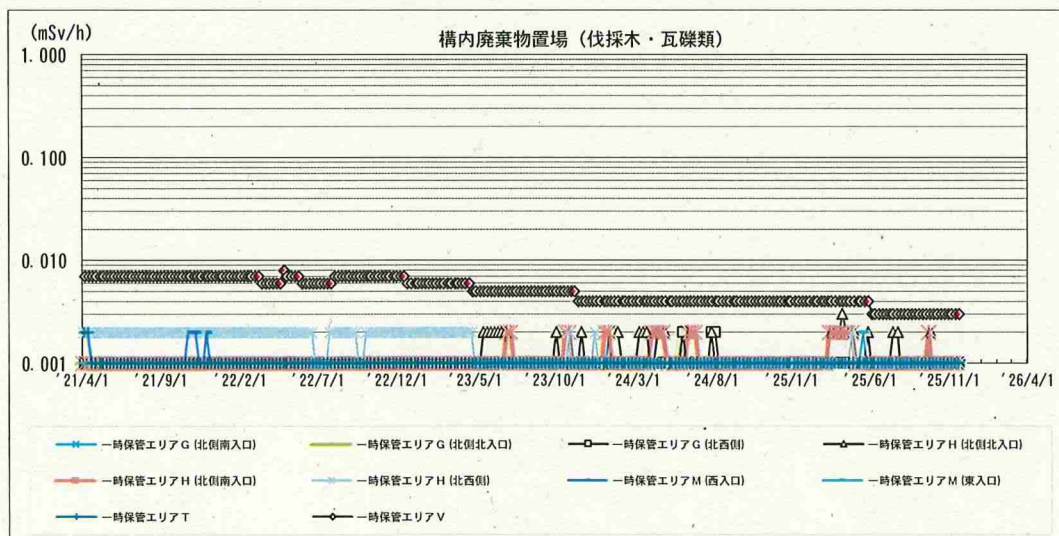 (mSv/h)
構内廃棄物置場（伐採木・瓦礫類）
1.000
0.100
0.010
0.001
'21/4/1 '21/9/1 '22/2/1 '22/7/1 '22/12/1 '23/5/1 '23/10/1 '24/3/1 '24/8/1 '25/1/1 '25/6/1 '25/11/1 '26/4/1
一時保管エリアＧ(北側南入口) 一時保管エリアＧ(北側北入口) 一時保管エリアＧ(北西側) 一時保管エリアＨ(北側北入口)
一時保管エリアＨ(北側南入口) 一時保管エリアＨ(北西側) 一時保管エリアＭ(西入口) 一時保管エリアＭ(東入口)
一時保管エリアＴ 一時保管エリアＶ